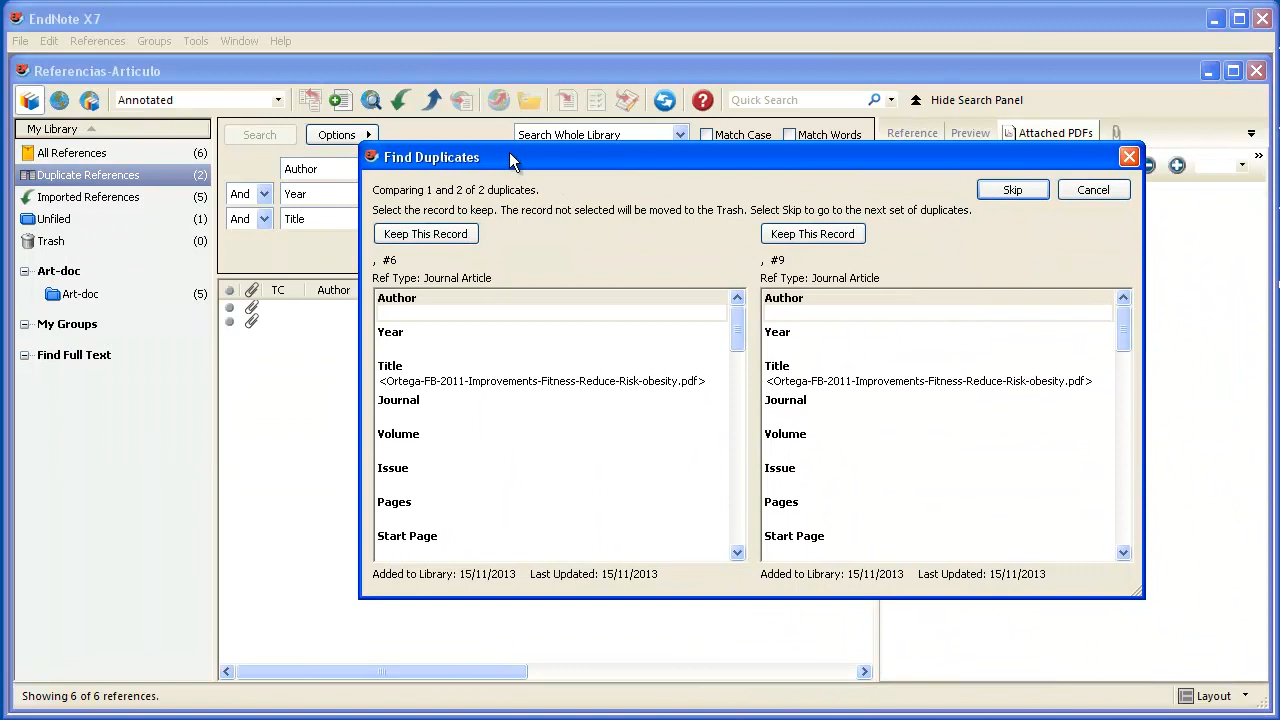 EndNote X7
File Edit References Groups Tools Window Help
Referencias-Articulo
Annotated
Quick Search
Hide Search Panel
My Library
Search
Options
Search Whole Library
Match Case
Match Words
Reference
Preview
Attached PDFs
All References (6)
Duplicate References (2)
Imported References (5)
Unfiled (1)
Trash (0)
Art-doc
Art-doc (5)
My Groups
Find Full Text
Author
And Year
And Title
TC Author
Find Duplicates
Comparing 1 and 2 of 2 duplicates.
Skip
Cancel
Select the record to keep. The record not selected will be moved to the Trash. Select Skip to go to the next set of duplicates.
Keep This Record
, #6
Ref Type: Journal Article
Author
Year
Title
<Ortega-FB-2011-Improvements-Fitness-Reduce-Risk-obesity.pdf>
Journal
Volume
Issue
Pages
Start Page
Added to Library: 15/11/2013 Last Updated: 15/11/2013
Keep This Record
, #9
Ref Type: Journal Article
Author
Year
Title
<Ortega-FB-2011-Improvements-Fitness-Reduce-Risk-obesity.pdf>
Journal
Volume
Issue
Pages
Start Page
Added to Library: 15/11/2013 Last Updated: 15/11/2013
Showing 6 of 6 references.
Layout